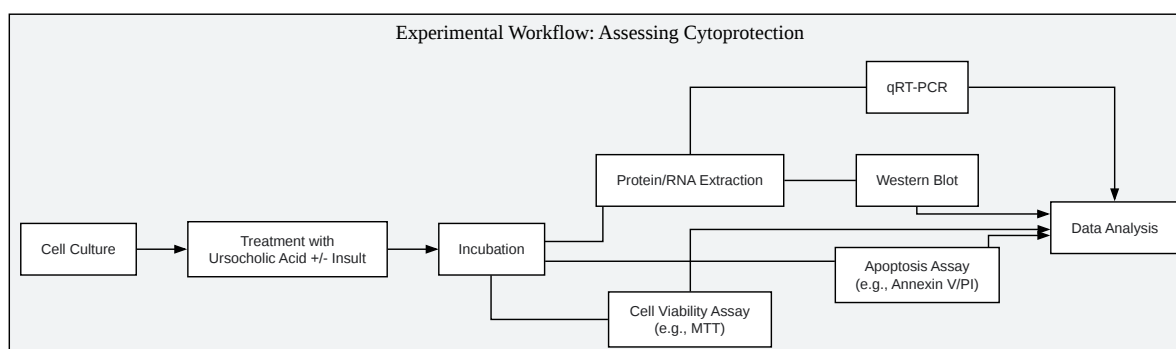 Experimental Workflow: Assessing Cytoprotection
qRT-PCR
Protein/RNA Extraction
Western Blot
Cell Culture
Treatment with
Ursocholic Acid +/- Insult
Incubation
Data Analysis
Apoptosis Assay
(e.g., Annexin V/PI)
Cell Viability Assay
(e.g., MTT)